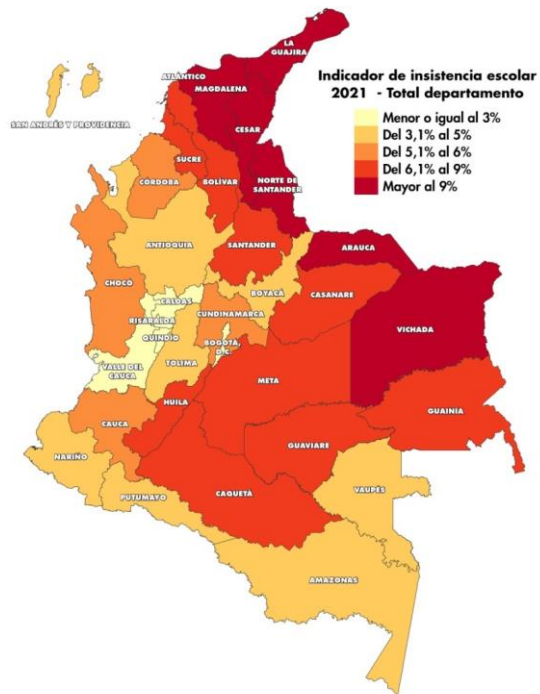 LA
GUAJIRA
ATLÁNTICO
MAGDALENA
Indicador de insistencia escolar
2021 - Total departamento
Menor o igual al 3%
Del 3,1% al 5%
Del 5,1% al 6%
Del 6,1% al 9%
Mayor al 9%
SAN ANDRÉS Y PROVIDENCIA
CESAR
SUCRE
CÓRDOBA
BOLÍVAR
NORTE DE
SANTANDER
ANTIOQUIA
SANTANDER
ARAUCA
CHOCÓ
BOYACÁ
CASANARE
CALDAS
VICHADA
RISARALDA
CUNDINAMARCA
QUINDÍO
BOGOTÁ,
D.C.
VALLE DEL
CAUCA
TOLIMA
META
HUILA
GUAINÍA
CAUCA
GUAVIARE
NARIÑO
CAQUETÁ
VAUPÉS
PUTUMAYO
AMAZONAS